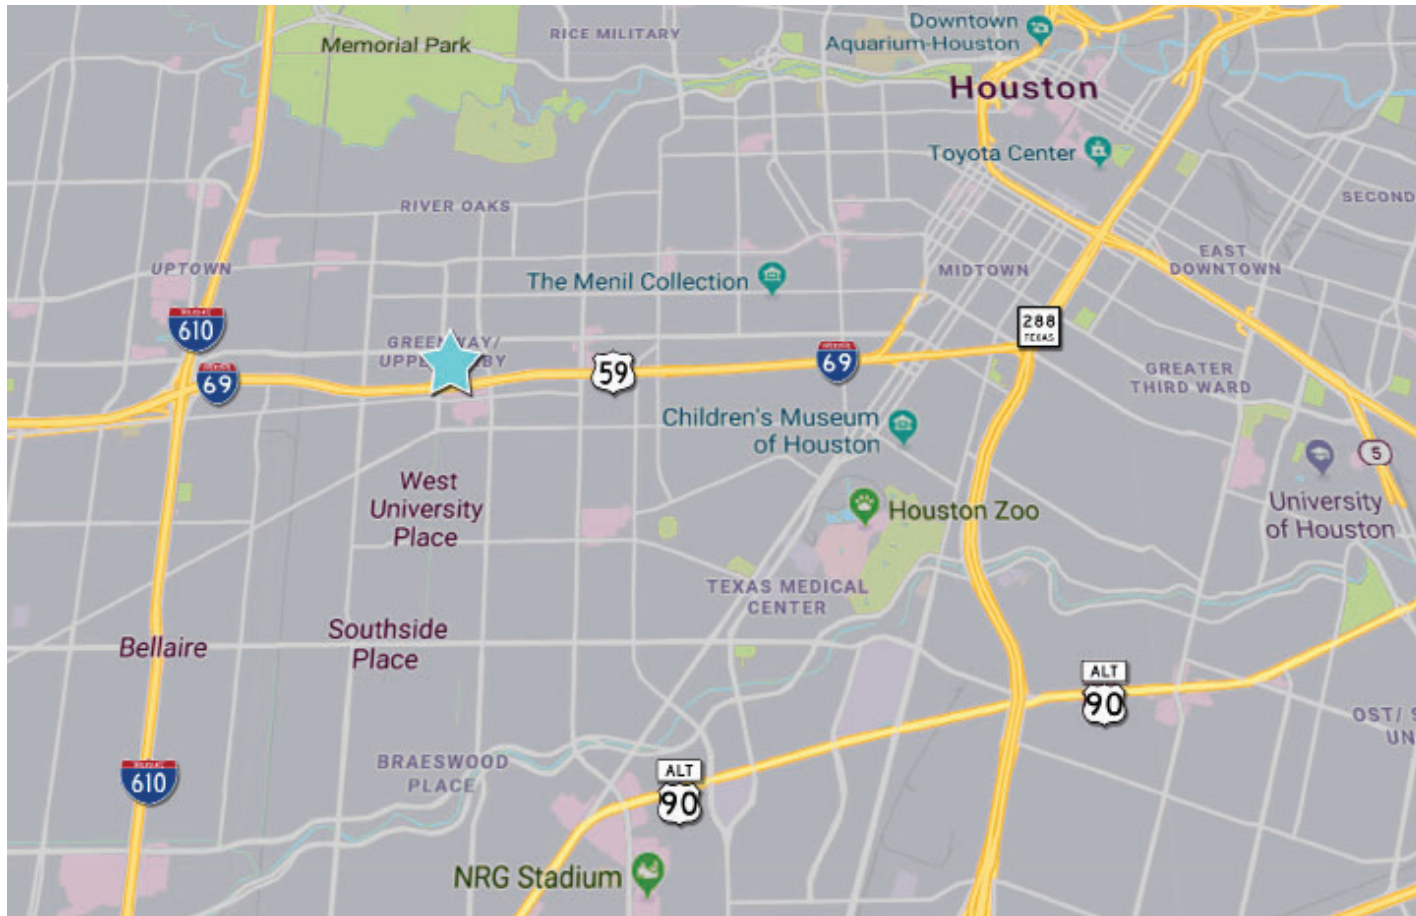 Memorial Park
RICE MILITARY
Downtown
Aquarium-Houston
Houston
Toyota Center
RIVER OAKS
SECOND
UPTOWN
The Menil Collection
MIDTOWN
EAST
DOWNTOWN
610
288
TEXAS
69
59
69
GREATER
THIRD WARD
Children's Museum
of Houston
5
West
University
Place
Houston Zoo
University
of Houston
TEXAS MEDICAL
CENTER
Bellaire
Southside
Place
ALT
90
OST/
UN
BRAESWOOD
PLACE
610
ALT
90
NRG Stadium